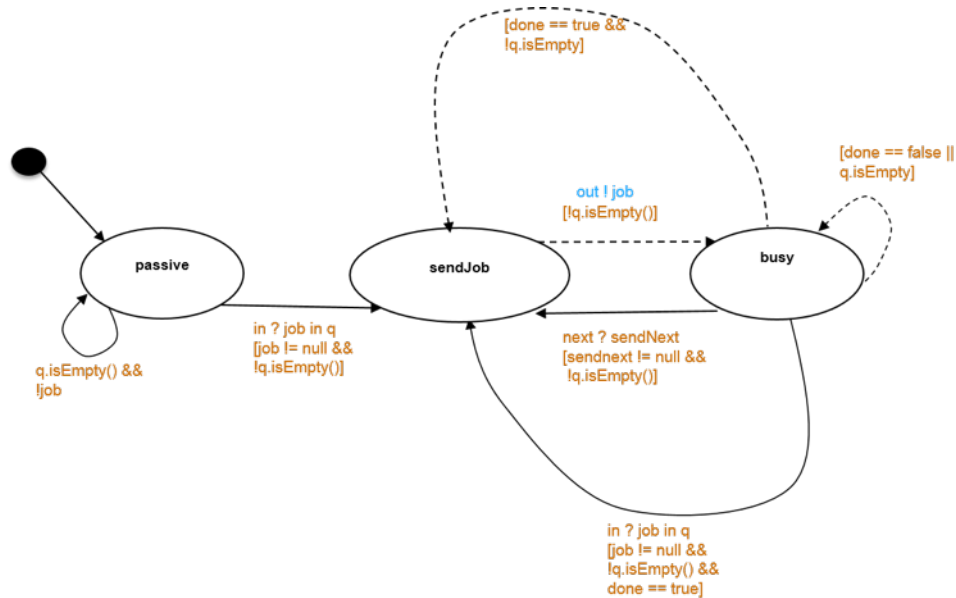 [done == true &&
!q.isEmpty]
[done == false ||
q.isEmpty]
out ! job
[!q.isEmpty()]
passive
sendJob
busy
in ? job in q
[job != null &&
!q.isEmpty()]
next ? sendNext
[sendnext != null &&
!q.isEmpty()]
q.isEmpty() &&
!job
in ? job in q
[job != null &&
!q.isEmpty() &&
done == true]